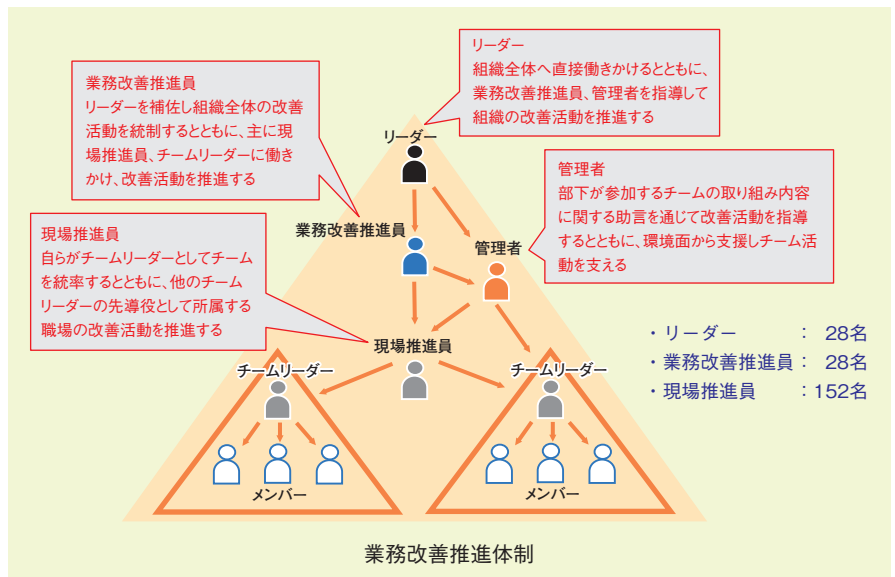 リーダー
組織全体へ直接働きかけるとともに、
業務改善推進員、管理者を指導して
組織の改善活動を推進する
業務改善推進員
リーダーを補佐し組織全体の改善
活動を統制するとともに、主に現
場推進員、チームリーダーに働き
かけ、改善活動を推進する
リーダー
管理者
部下が参加するチームの取り組み内容
に関する助言を通じて改善活動を指導
するとともに、環境面から支援しチーム活
動を支える
現場推進員
自らがチームリーダーとしてチーム
を統率するとともに、他のチーム
リーダーの先導役として所属する
職場の改善活動を推進する
業務改善推進員
管理者
現場推進員
チームリーダー
チームリーダー
メンバー
メンバー
・リーダー ： 28名
・業務改善推進員： 28名
・現場推進員 ：152名
業務改善推進体制